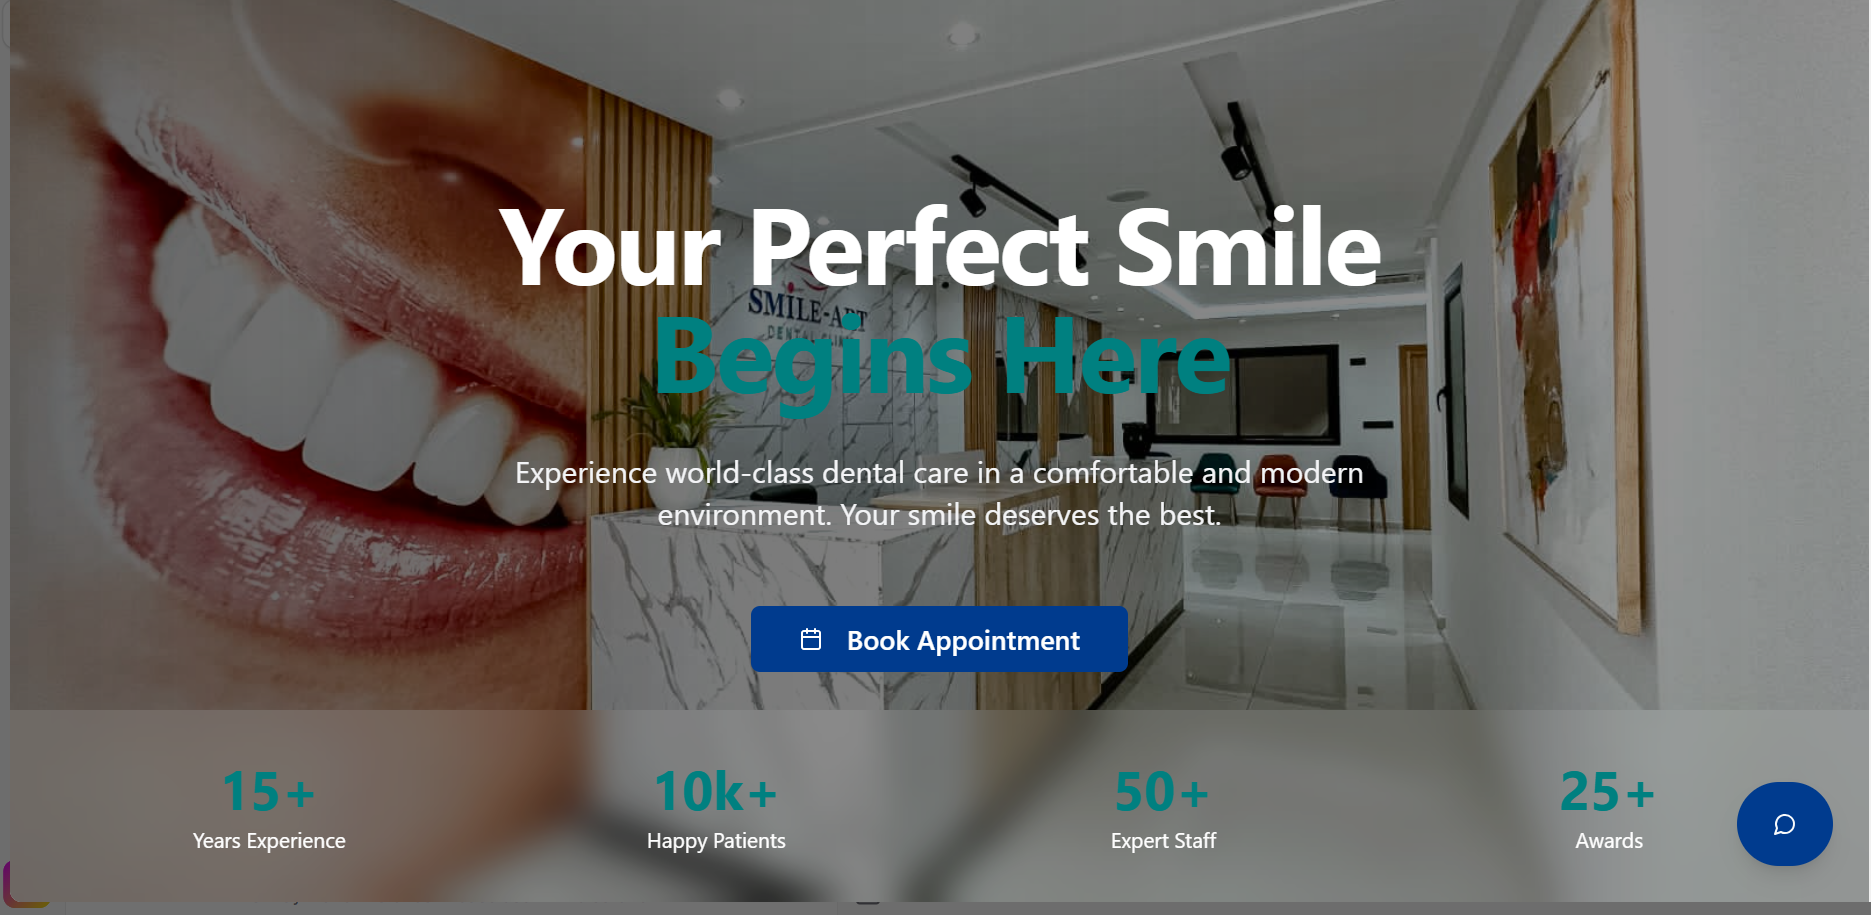 Your Perfect Smile
SMILE-ART
DENTAL CLINIC
Begins Here
Experience world-class dental care in a comfortable and modern
environment. Your smile deserves the best.
Book Appointment
15+
Years Experience
10k+
Happy Patients
50+
Expert Staff
25+
Awards